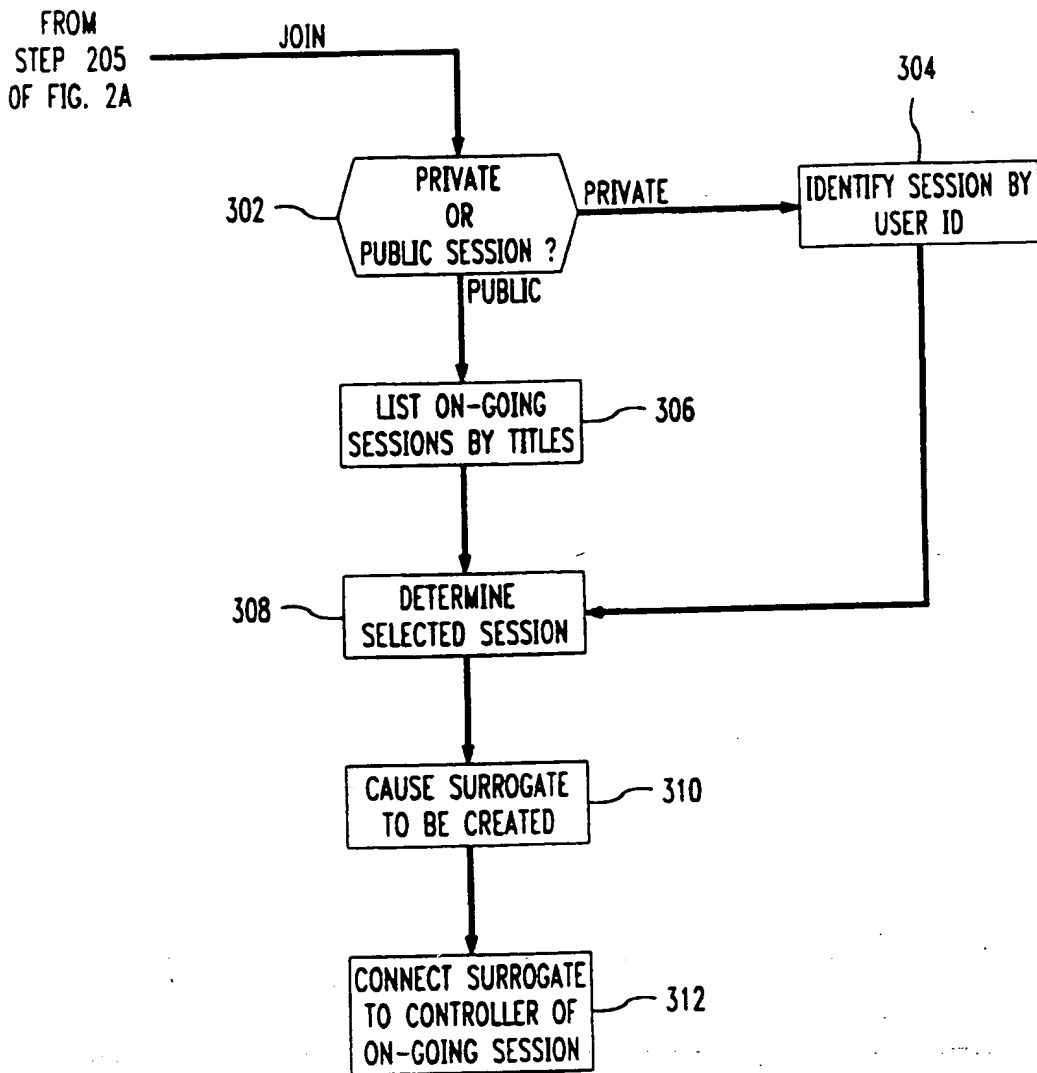 FROM
STEP 205
OF FIG. 2A
JOIN
304
302
PRIVATE
OR
PUBLIC SESSION ?
PRIVATE
IDENTIFY SESSION BY
USER ID
PUBLIC
LIST ON-GOING
SESSIONS BY TITLES
306
308
DETERMINE
SELECTED SESSION
CAUSE SURROGATE
TO BE CREATED
310
CONNECT SURROGATE
TO CONTROLLER OF
ON-GOING SESSION
312